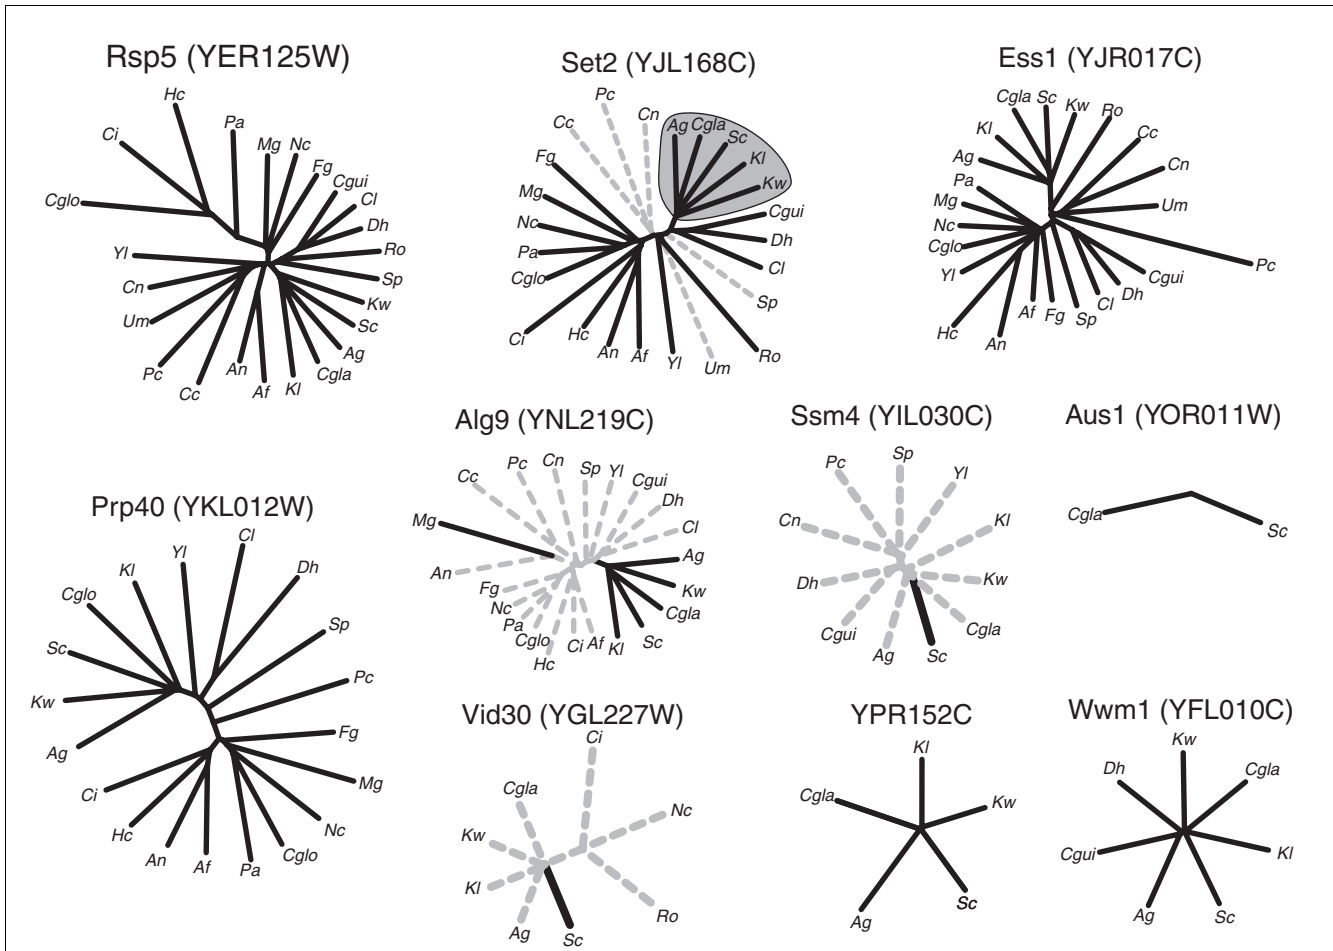 Rsp5 (YER125W)
Hc
Ci
Pa
Mg
Nc
Fg
Cgui
Cl
Dh
Ro
Sp
Kw
Sc
Ag
Cgla
Kl
Af
An
Cc
Pc
Um
Cn
Yl
Cglo
Set2 (YJL168C)
Pc
Cn
Cc
Ag
Cgla
Sc
Kl
Kw
Cgui
Dh
Cl
Sp
Ro
Um
Yl
Af
An
Hc
Ci
Cglo
Pa
Nc
Mg
Fg
Ess1 (YJR017C)
Cgla
Sc
Kw
Ro
Cc
Cn
Um
Pc
Cgui
Dh
Cl
Sp
Fg
Af
An
Hc
Yl
Cglo
Nc
Mg
Pa
Ag
Kl
Prp40 (YKL012W)
Cl
Yl
Kl
Dh
Cglo
Sp
Sc
Pc
Kw
Fg
Ag
Mg
Ci
Nc
Hc
Cglo
An
Af
Pa
Alg9 (YNL219C)
Cc
Pc
Cn
Sp
Yl
Cgui
Dh
Cl
Ag
Kw
Cgla
Sc
Kl
Af
Ci
Hc
Cglo
Pa
Nc
Fg
An
Mg
Ssm4 (YIL030C)
Pc
Sp
Yl
Kl
Kw
Cgla
Sc
Ag
Cgui
Dh
Cn
Aus1 (YOR011W)
Cgla
Sc
Vid30 (YGL227W)
Ci
Cgla
Nc
Kw
Kl
Ro
Ag
Sc
YPR152C
Kl
Cgla
Kw
Sc
Ag
Wwm1 (YFL010C)
Kw
Dh
Cgla
Cgui
Kl
Ag
Sc